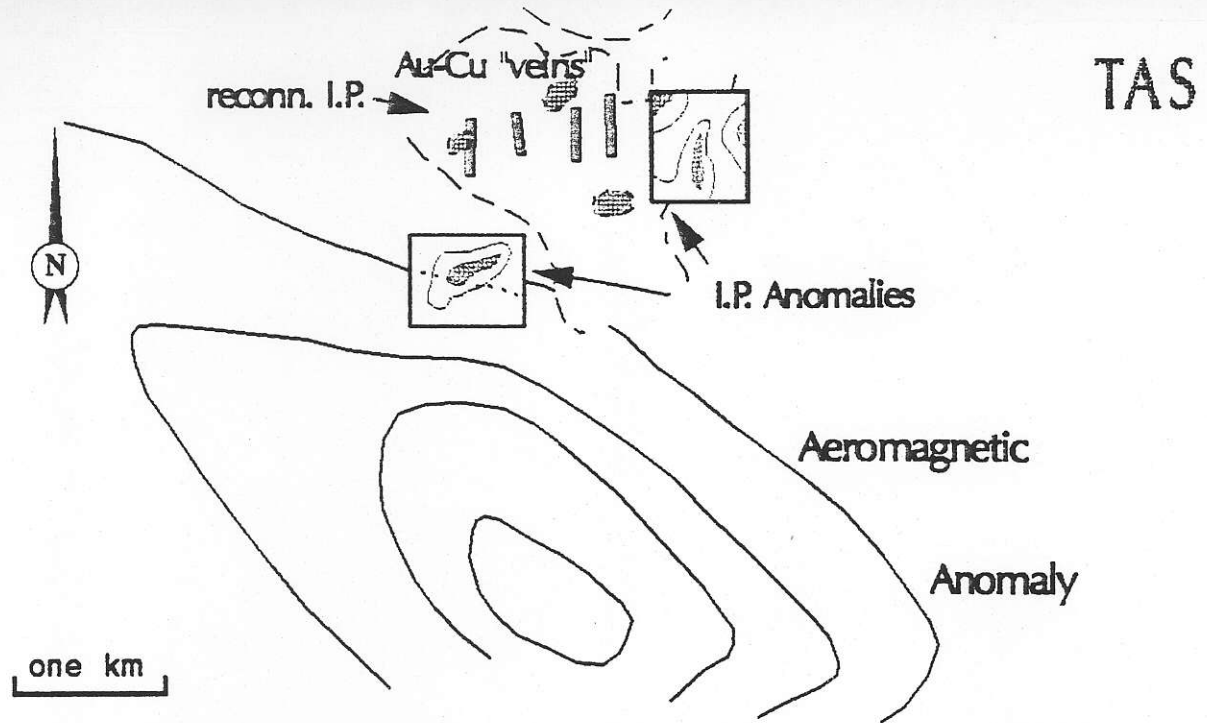 TAS
Au-Cu "veins"
reconn. I.P.
N
I.P. Anomalies
Aeromagnetic
Anomaly
one km